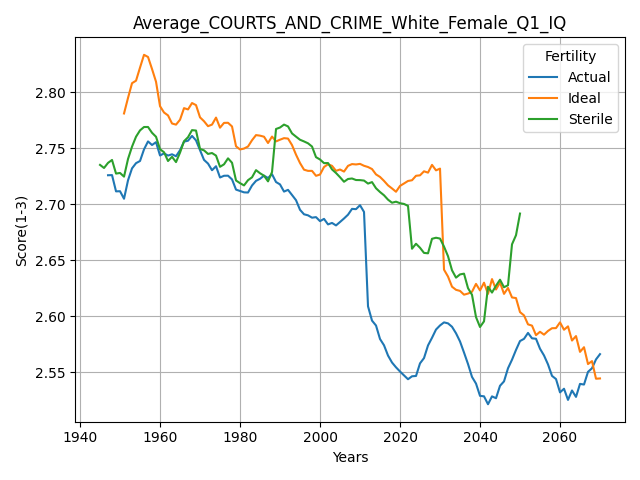 Average_COURTS_AND_CRIME_White_Female_Q1_IQ
Fertility
Actual
Ideal
Sterile
Score(1-3)
2.80
2.75
2.70
2.65
2.60
2.55
1940 1960 1980 2000 2020 2040 2060
Years